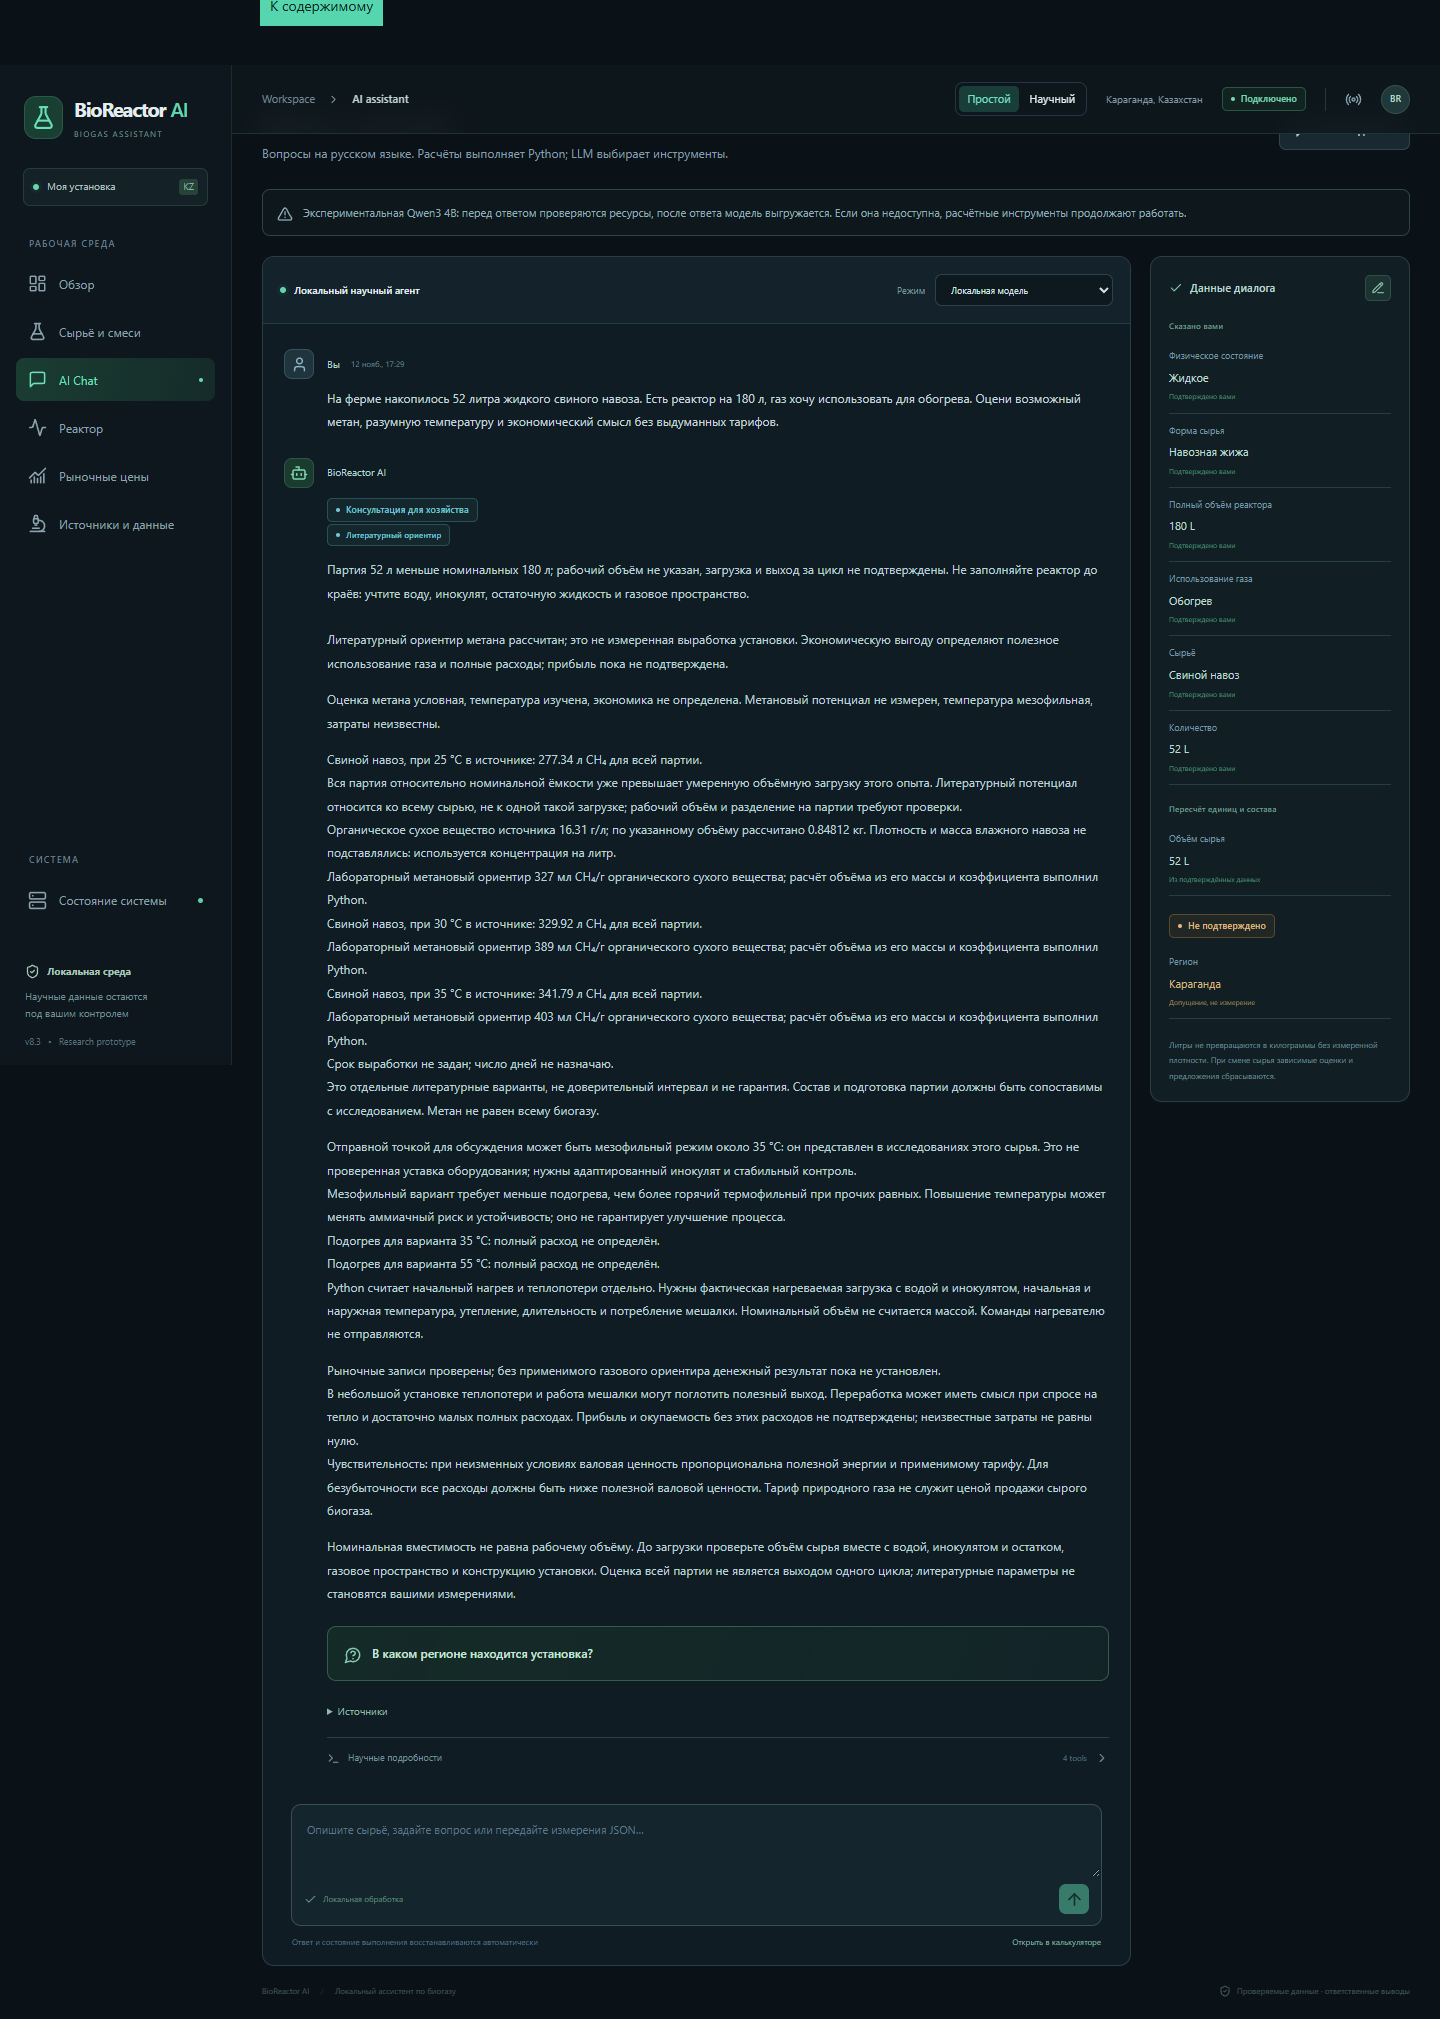 К содержимому
BioReactor AI
BIOGAS ASSISTANT
Моя установка
KZ
РАБОЧАЯ СРЕДА
Обзор
Сырьё и смеси
AI Chat
Реактор
Рыночные цены
Источники и данные
СИСТЕМА
Состояние системы
Локальная среда
Научные данные остаются
под вашим контролем
v8.3 • Research prototype
Workspace
AI assistant
Простой
Научный
Караганда, Казахстан
Подключено
BR
Вопросы на русском языке. Расчёты выполняет Python; LLM выбирает инструменты.
Экспериментальная Qwen3 4B: перед ответом проверяются ресурсы, после ответа модель выгружается. Если она недоступна, расчётные инструменты продолжают работать.
Локальный научный агент
Режим
Локальная модель
Вы
12 нояб., 17:29
На ферме накопилось 52 литра жидкого свиного навоза. Есть реактор на 180 л, газ хочу использовать для обогрева. Оцени возможный
метан, разумную температуру и экономический смысл без выдуманных тарифов.
BioReactor AI
Консультация для хозяйства
Литературный ориентир
Партия 52 л меньше номинальных 180 л; рабочий объём не указан, загрузка и выход за цикл не подтверждены. Не заполняйте реактор до
краёв: учтите воду, инокулят, остаточную жидкость и газовое пространство.
Литературный ориентир метана рассчитан; это не измеренная выработка установки. Экономическую выгоду определяют полезное
использование газа и полные расходы; прибыль пока не подтверждена.
Оценка метана условная, температура изучена, экономика не определена. Метановый потенциал не измерен, температура мезофильная,
затраты неизвестны.
Свиной навоз, при 25 °C в источнике: 277.34 л CH₄ для всей партии.
Вся партия относительно номинальной ёмкости уже превышает умеренную объёмную загрузку этого опыта. Литературный потенциал
относится ко всему сырью, не к одной такой загрузке; рабочий объём и разделение на партии требуют проверки.
Органическое сухое вещество источника 16.31 г/л; по указанному объёму рассчитано 0.84812 кг. Плотность и масса влажного навоза не
подставлялись: используется концентрация на литр.
Лабораторный метановый ориентир 327 мл CH₄/г органического сухого вещества; расчёт объёма из его массы и коэффициента выполнил
Python.
Свиной навоз, при 30 °C в источнике: 329.92 л CH₄ для всей партии.
Лабораторный метановый ориентир 389 мл CH₄/г органического сухого вещества; расчёт объёма из его массы и коэффициента выполнил
Python.
Свиной навоз, при 35 °C в источнике: 341.79 л CH₄ для всей партии.
Лабораторный метановый ориентир 403 мл CH₄/г органического сухого вещества; расчёт объёма из его массы и коэффициента выполнил
Python.
Срок выработки не задан; число дней не назначаю.
Это отдельные литературные варианты, не доверительный интервал и не гарантия. Состав и подготовка партии должны быть сопоставимы
с исследованием. Метан не равен всему биогазу.
Отправной точкой для обсуждения может быть мезофильный режим около 35 °C: он представлен в исследованиях этого сырья. Это не
проверенная уставка оборудования; нужны адаптированный инокулят и стабильный контроль.
Мезофильный вариант требует меньше подогрева, чем более горячий термофильный при прочих равных. Повышение температуры может
менять аммиачный риск и устойчивость; оно не гарантирует улучшение процесса.
Подогрев для варианта 35 °C: полный расход не определён.
Подогрев для варианта 55 °C: полный расход не определён.
Python считает начальный нагрев и теплопотери отдельно. Нужны фактическая нагреваемая загрузка с водой и инокулятом, начальная и
наружная температура, утепление, длительность и потребление мешалки. Номинальный объём не считается массой. Команды нагревателю
не отправляются.
Рыночные записи проверены; без применимого газового ориентира денежный результат пока не установлен.
В небольшой установке теплопотери и работа мешалки могут поглотить полезный выход. Переработка может иметь смысл при спросе на
тепло и достаточно малых полных расходах. Прибыль и окупаемость без этих расходов не подтверждены; неизвестные затраты не равны
нулю.
Чувствительность: при неизменных условиях валовая ценность пропорциональна полезной энергии и применимому тарифу. Для
безубыточности все расходы должны быть ниже полезной валовой ценности. Тариф природного газа не служит ценой продажи сырого
биогаза.
Номинальная вместимость не равна рабочему объёму. До загрузки проверьте объём сырья вместе с водой, инокулятом и остатком,
газовое пространство и конструкцию установки. Оценка всей партии не является выходом одного цикла; литературные параметры не
становятся вашими измерениями.
В каком регионе находится установка?
Источники
Научные подробности
4 tools
Опишите сырьё, задайте вопрос или передайте измерения JSON...
Локальная обработка
Ответ и состояние выполнения восстанавливаются автоматически
Открыть в калькуляторе
Данные диалога
Сказано вами
Физическое состояние
Жидкое
Подтверждено вами
Форма сырья
Навозная жижа
Подтверждено вами
Полный объём реактора
180 L
Подтверждено вами
Использование газа
Обогрев
Подтверждено вами
Сырьё
Свиной навоз
Подтверждено вами
Количество
52 L
Подтверждено вами
Пересчёт единиц и состава
Объём сырья
52 L
Из подтверждённых данных
Не подтверждено
Регион
Караганда
Допущение, не измерение
Литры не превращаются в килограммы без измеренной
плотности. При смене сырья зависимые оценки и
предложения сбрасываются.
BioReactor AI / Локальный ассистент по биогазу
Проверяемые данные · ответственные выводы